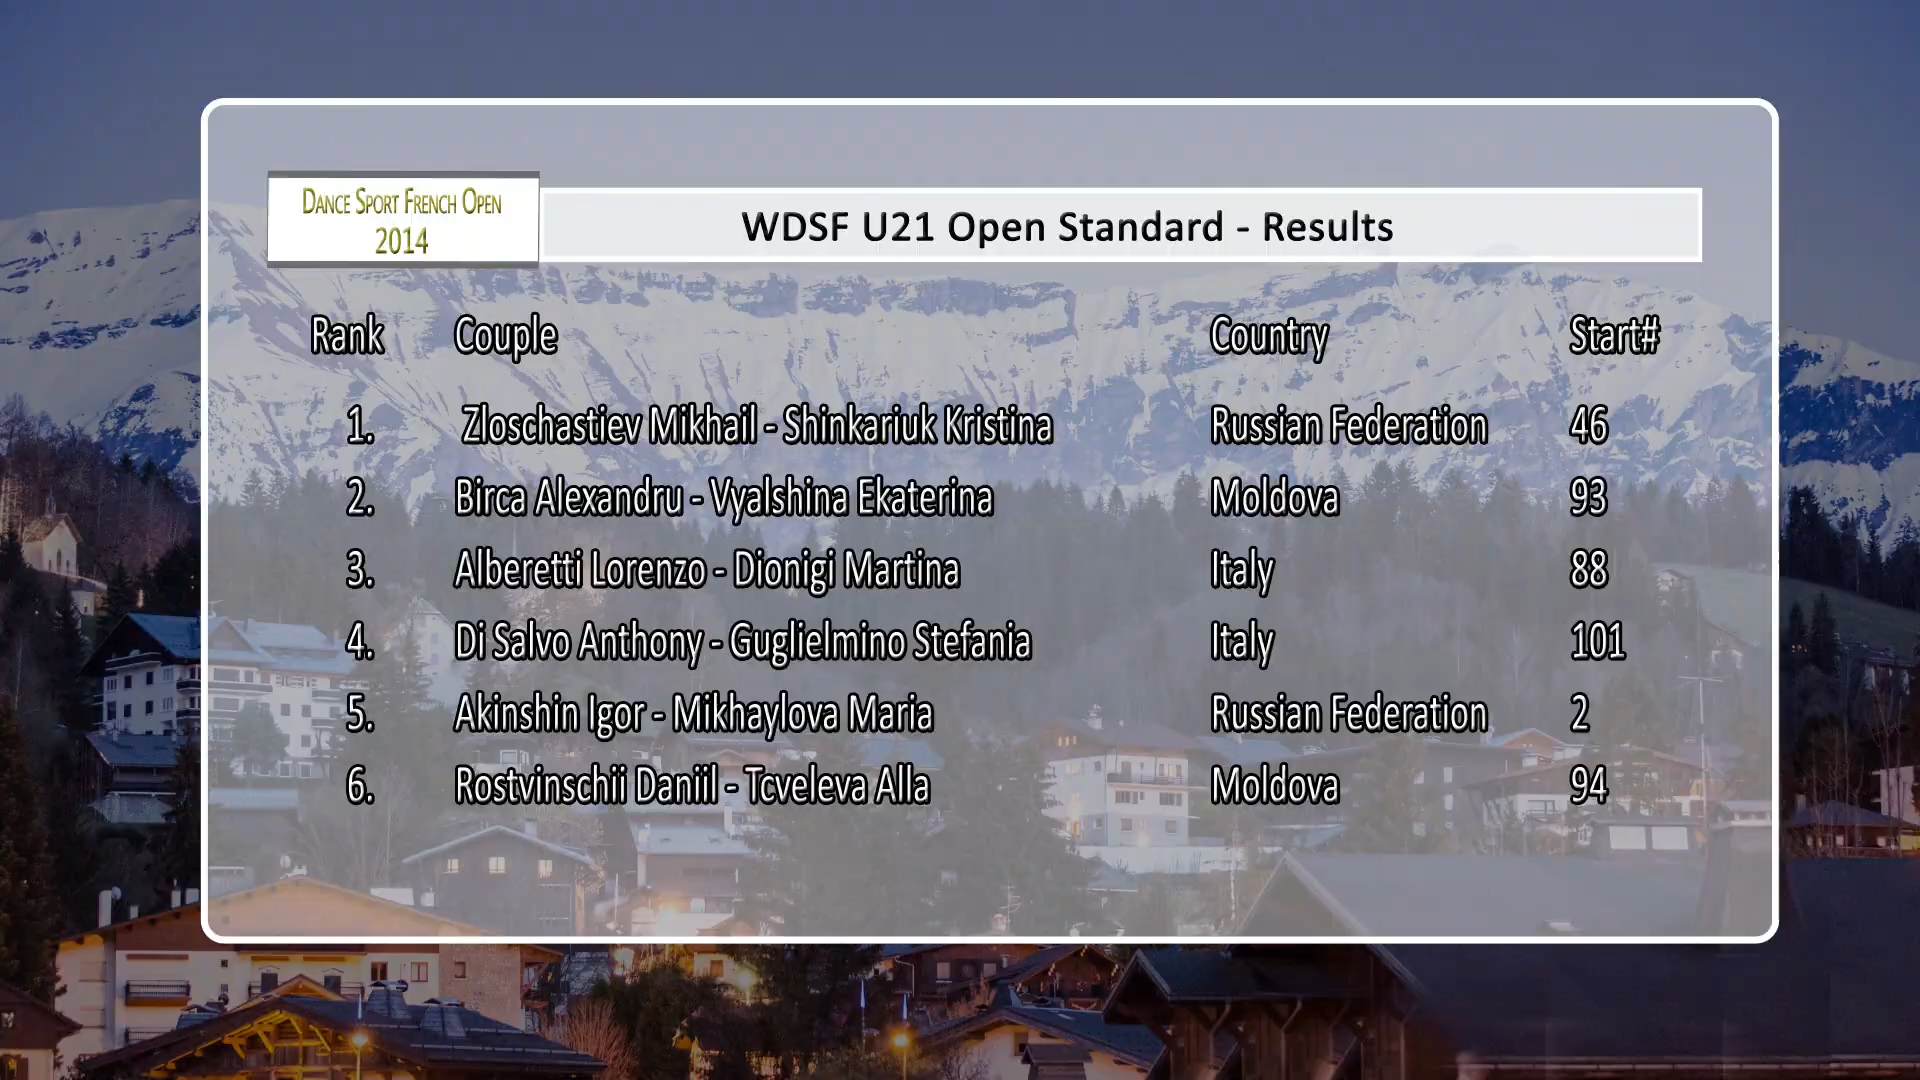 DANCE SPORT FRENCH OPEN
2014
WDSF U21 Open Standard - Results
Rank Couple Country Start#
1. Zloschastiev Mikhail - Shinkariuk Kristina Russian Federation 46
2. Birca Alexandru - Vyalshina Ekaterina Moldova 93
3. Alberetti Lorenzo - Dionigi Martina Italy 88
4. Di Salvo Anthony - Guglielmino Stefania Italy 101
5. Akinshin Igor - Mikhaylova Maria Russian Federation 2
6. Rostvinschii Daniil - Tcveleva Alla Moldova 94